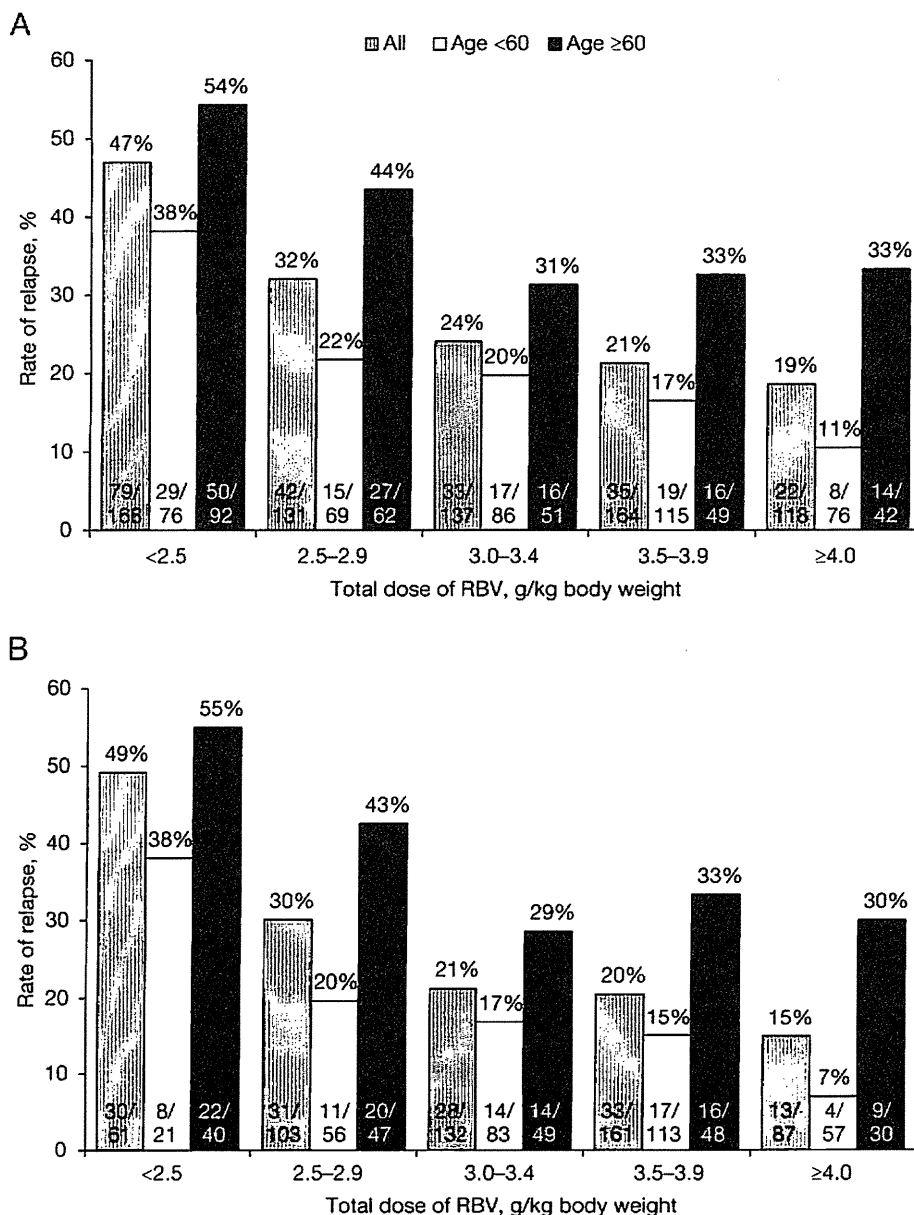 A
All Age <60 Age ≥60
Rate of relapse, %
60
50
40
30
20
10
0
47% 38% 54%
32% 22% 44%
24% 20% 31%
21% 17% 33%
19% 11% 33%
79/ 29/ 50/ 42/ 15/ 27/ 33/ 17/ 16/ 35/ 19/ 16/ 22/ 8/ 14/
168 76 92 131 69 62 137 86 51 164 115 49 118 76 42
<2.5 2.5–2.9 3.0–3.4 3.5–3.9 ≥4.0
Total dose of RBV, g/kg body weight
B
Rate of relapse, %
60
50
40
30
20
10
0
49% 38% 55%
30% 20% 43%
21% 17% 29%
20% 15% 33%
15% 7% 30%
30/ 8/ 22/ 31/ 11/ 20/ 28/ 14/ 14/ 33/ 17/ 16/ 13/ 4/ 9/
61 21 40 103 56 47 132 83 49 161 113 48 87 57 30
<2.5 2.5–2.9 3.0–3.4 3.5–3.9 ≥4.0
Total dose of RBV, g/kg body weight